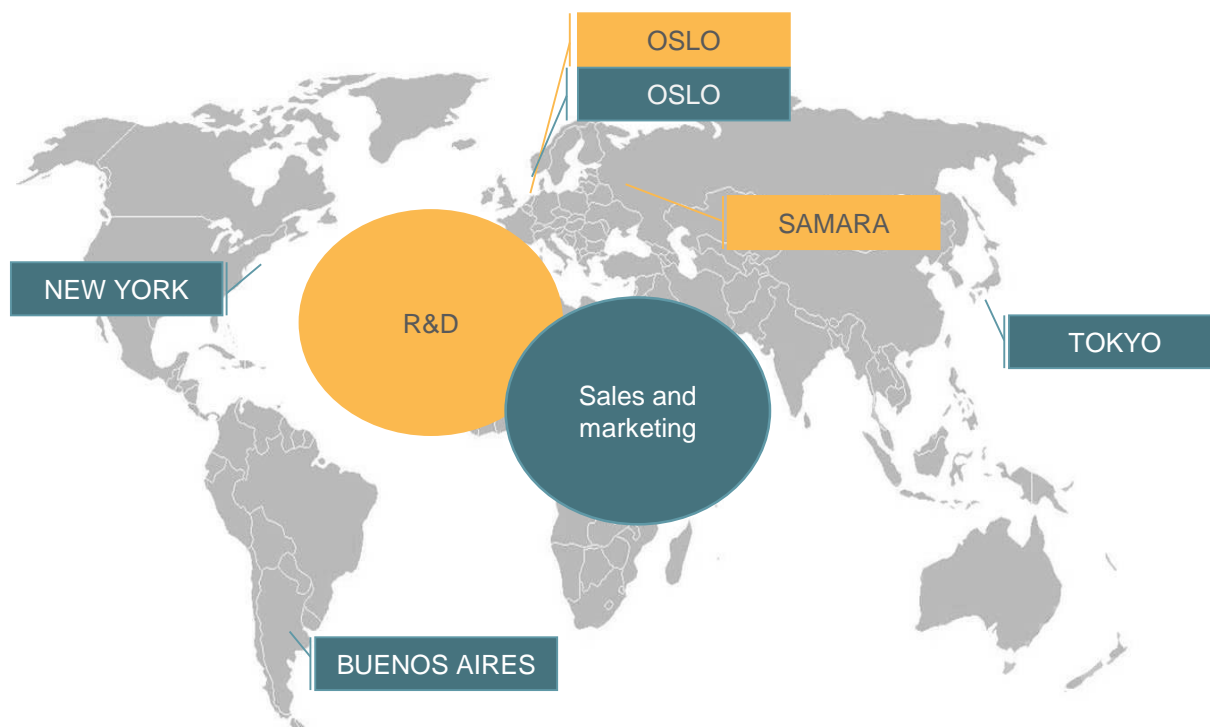 OSLO
OSLO
SAMARA
NEW YORK
R&D
TOKYO
Sales and
marketing
BUENOS AIRES